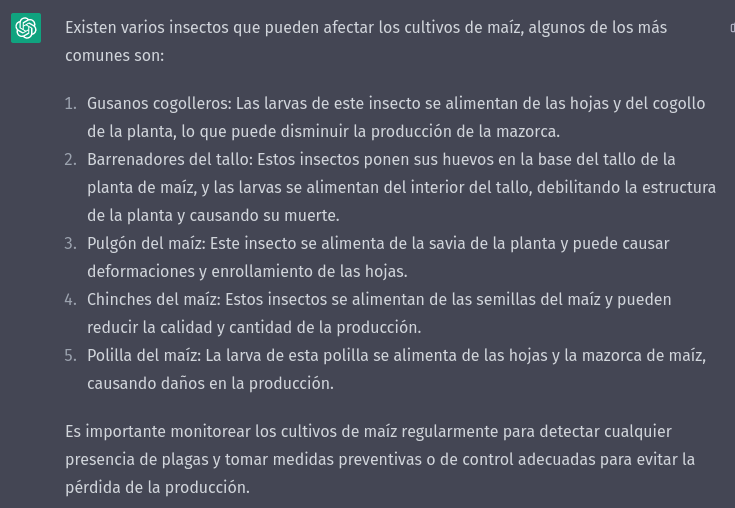 Existen varios insectos que pueden afectar los cultivos de maíz, algunos de los más
comunes son:
1. Gusanos cogolleros: Las larvas de este insecto se alimentan de las hojas y del cogollo
de la planta, lo que puede disminuir la producción de la mazorca.
2. Barrenadores del tallo: Estos insectos ponen sus huevos en la base del tallo de la
planta de maíz, y las larvas se alimentan del interior del tallo, debilitando la estructura
de la planta y causando su muerte.
3. Pulgón del maíz: Este insecto se alimenta de la savia de la planta y puede causar
deformaciones y enrollamiento de las hojas.
4. Chinches del maíz: Estos insectos se alimentan de las semillas del maíz y pueden
reducir la calidad y cantidad de la producción.
5. Polilla del maíz: La larva de esta polilla se alimenta de las hojas y la mazorca de maíz,
causando daños en la producción.
Es importante monitorear los cultivos de maíz regularmente para detectar cualquier
presencia de plagas y tomar medidas preventivas o de control adecuadas para evitar la
pérdida de la producción.